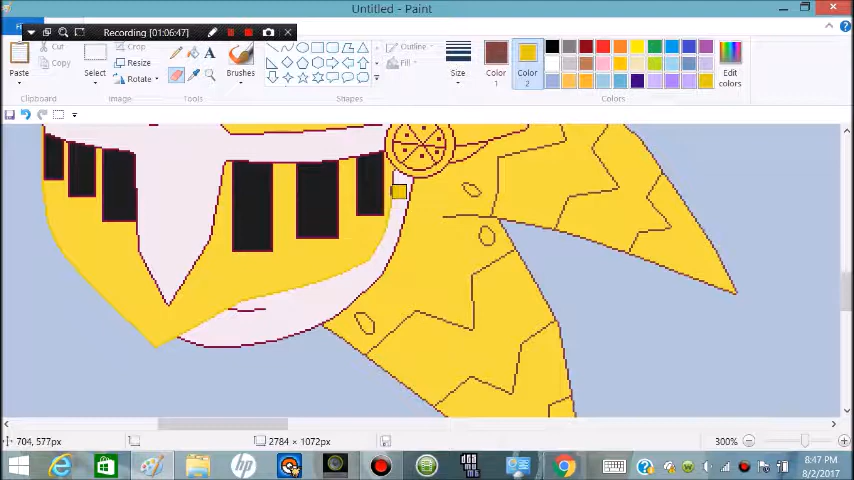 Untitled - Paint
Recording [01:06:47]
Paste
Cut
Copy
Clipboard
Select
Crop
Resize
Rotate
Image
A
Tools
Brushes
Outline
Fill
Shapes
Size
Color
1
Color
2
Edit
colors
Colors
704, 577px
2784 × 1072px
300%
hp
8:47 PM
8/2/2017